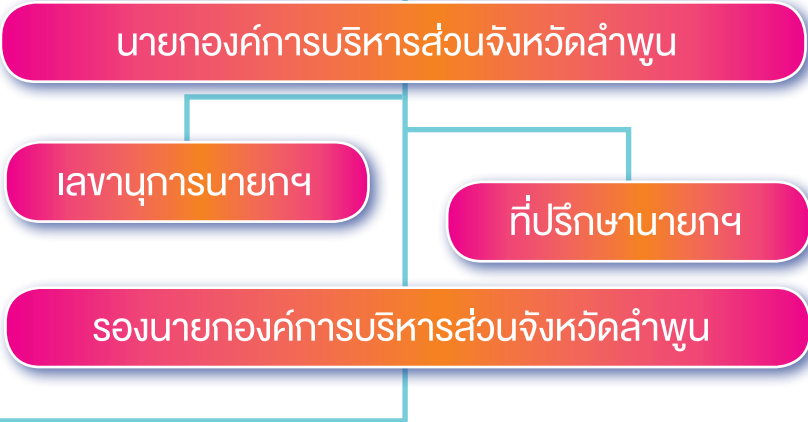 นายกองค์การบริหารส่วนจังหวัดลำพูน
เลขานุการนายกฯ
ที่ปรึกษานายกฯ
รองนายกองค์การบริหารส่วนจังหวัดลำพูน